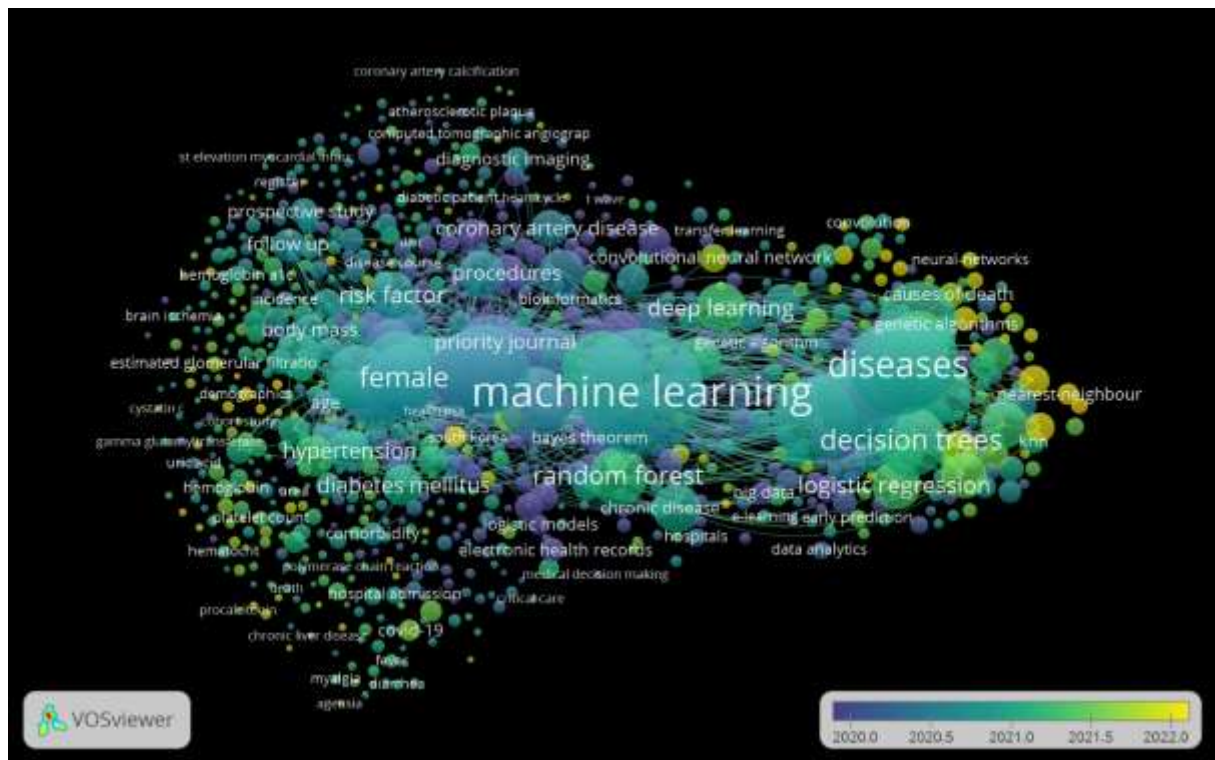 coronary artery calcification
atherosclerotic plaque
computed tomographic angiograp
st elevation myocardial infarc
diagnostic imaging
register
diabetic patient heart cycle
t wave
prospective study
coronary artery disease
transfer learning
convolution
follow up
disease course
convolutional neural network
neural-networks
hemoglobin a1c
procedures
incidence
risk factor
bioinformatics
causes of death
brain ischemia
body mass
deep learning
genetic algorithms
priority journal
genetic algorithm
estimated glomerular filtratio
diseases
female
machine learning
demographics
nearest-neighbour
cystatin c
age
south korea
bayes theorem
decision trees
knn
hypertension
random forest
hemoglobin
diabetes mellitus
big data
logistic regression
chronic disease
platelet count
logistic models
e-learning
early prediction
comorbidity
hospitals
hematocrit
electronic health records
data analytics
polymerase chain reaction
medical decision making
death
hospital admission
critical care
procalcitonin
chronic liver diseas
covid-19
fever
myalgia
diarrhea
ageusia
VOSviewer
2020.0
2020.5
2021.0
2021.5
2022.0